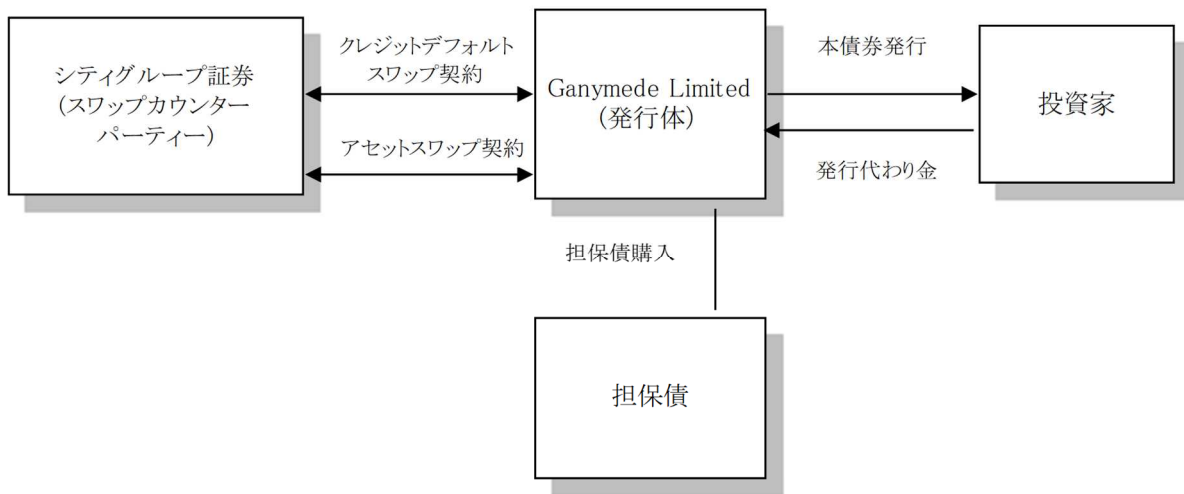 シティグループ証券
(スワップカウンター
パーティー)
クレジットデフォルト
スワップ契約
アセットスワップ契約
Ganymede Limited
(発行体)
本債券発行
発行代わり金
投資家
担保債購入
担保債